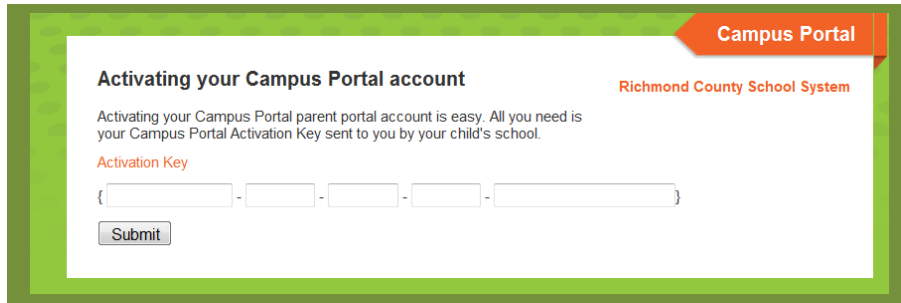 Campus Portal
Activating your Campus Portal account
Richmond County School System
Activating your Campus Portal parent portal account is easy. All you need is
your Campus Portal Activation Key sent to you by your child's school.
Activation Key
{ - - - - }
Submit